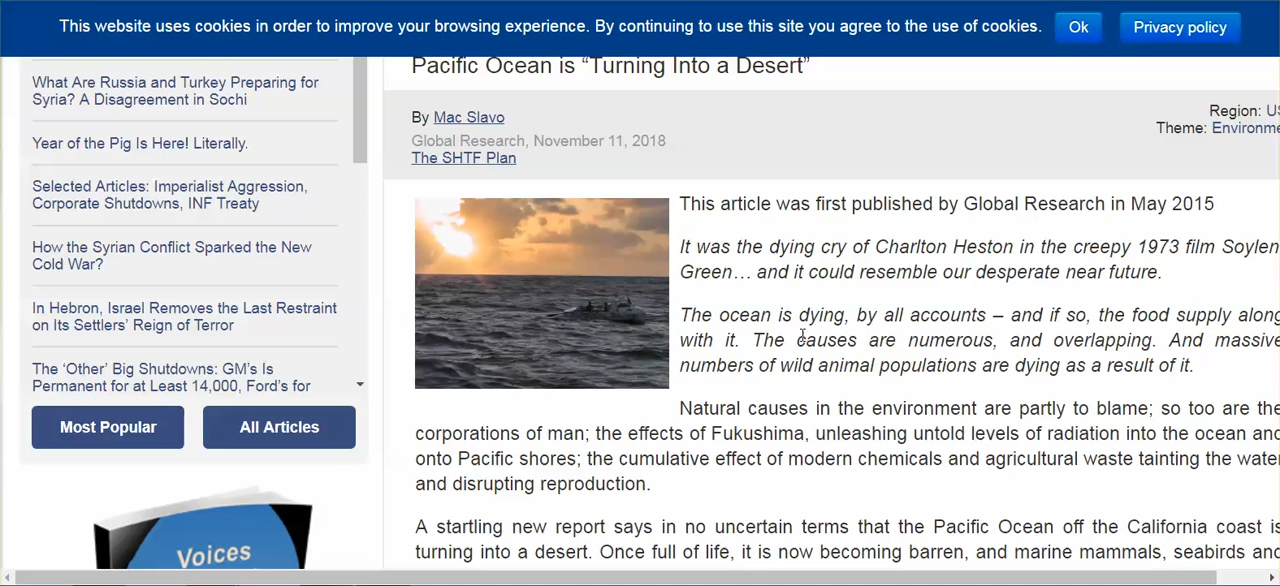 This website uses cookies in order to improve your browsing experience. By continuing to use this site you agree to the use of cookies.
Ok
Privacy policy
What Are Russia and Turkey Preparing for
Syria? A Disagreement in Sochi
Year of the Pig Is Here! Literally.
Selected Articles: Imperialist Aggression,
Corporate Shutdowns, INF Treaty
How the Syrian Conflict Sparked the New
Cold War?
In Hebron, Israel Removes the Last Restraint
on Its Settlers’ Reign of Terror
The ‘Other’ Big Shutdowns: GM’s Is
Permanent for at Least 14,000, Ford’s for
Most Popular
All Articles
Voices
Pacific Ocean is “Turning Into a Desert”
By Mac Slavo
Global Research, November 11, 2018
The SHTF Plan
Region: US
Theme: Environme
This article was first published by Global Research in May 2015
It was the dying cry of Charlton Heston in the creepy 1973 film Soylen
Green… and it could resemble our desperate near future.
The ocean is dying, by all accounts – and if so, the food supply along
with it. The causes are numerous, and overlapping. And massive
numbers of wild animal populations are dying as a result of it.
Natural causes in the environment are partly to blame; so too are the
corporations of man; the effects of Fukushima, unleashing untold levels of radiation into the ocean and
onto Pacific shores; the cumulative effect of modern chemicals and agricultural waste tainting the water
and disrupting reproduction.
A startling new report says in no uncertain terms that the Pacific Ocean off the California coast is
turning into a desert. Once full of life, it is now becoming barren, and marine mammals, seabirds and